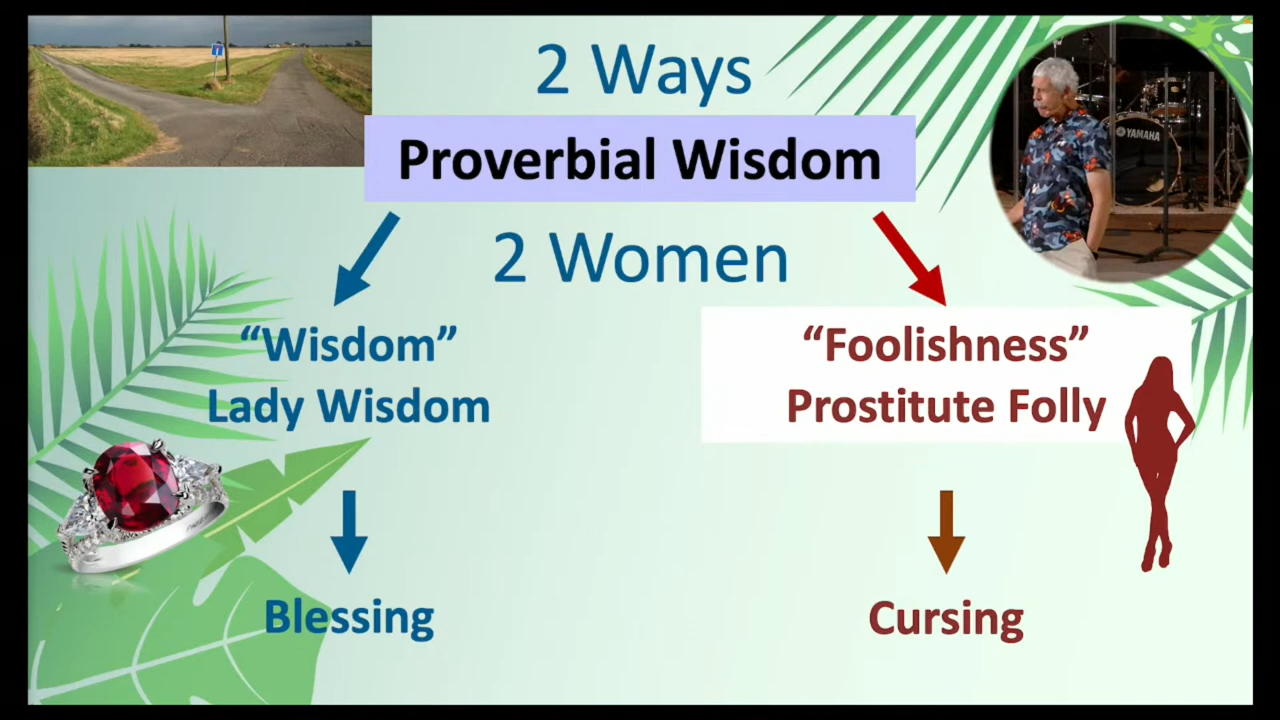 2 Ways
Proverbial Wisdom
2 Women
“Wisdom”
Lady Wisdom
“Foolishness”
Prostitute Folly
Blessing
Cursing
YAMAHA